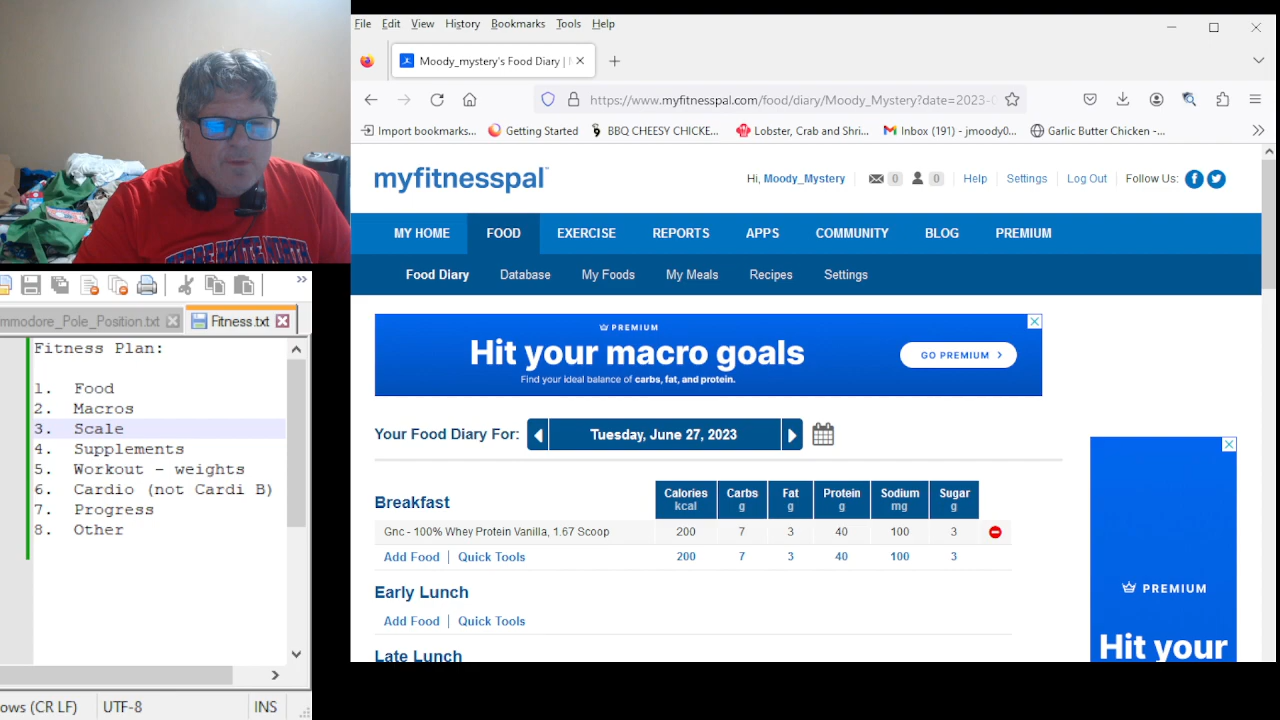 File Edit View History Bookmarks Tools Help
Moody_mystery's Food Diary |
https://www.myfitnesspal.com/food/diary/Moody_Mystery?date=2023-
Import bookmarks... Getting Started BBQ CHEESY CHICKE... Lobster, Crab and Shri... Inbox (191) - jmoody0... Garlic Butter Chicken -...
myfitnesspal
Hi, Moody_Mystery 0 0 Help Settings Log Out Follow Us:
MY HOME FOOD EXERCISE REPORTS APPS COMMUNITY BLOG PREMIUM
Food Diary Database My Foods My Meals Recipes Settings
PREMIUM
Hit your macro goals
Find your ideal balance of carbs, fat, and protein.
GO PREMIUM >
Your Food Diary For: Tuesday, June 27, 2023
Breakfast Calories kcal Carbs g Fat g Protein g Sodium mg Sugar g
Gnc - 100% Whey Protein Vanilla, 1.67 Scoop 200 7 3 40 100 3
Add Food | Quick Tools 200 7 3 40 100 3
Early Lunch
Add Food | Quick Tools
Late Lunch
PREMIUM
Hit your
mmodore_Pole_Position.txt Fitness.txt
Fitness Plan:
1. Food
2. Macros
3. Scale
4. Supplements
5. Workout - weights
6. Cardio (not Cardi B)
7. Progress
8. Other
ows (CR LF) UTF-8 INS